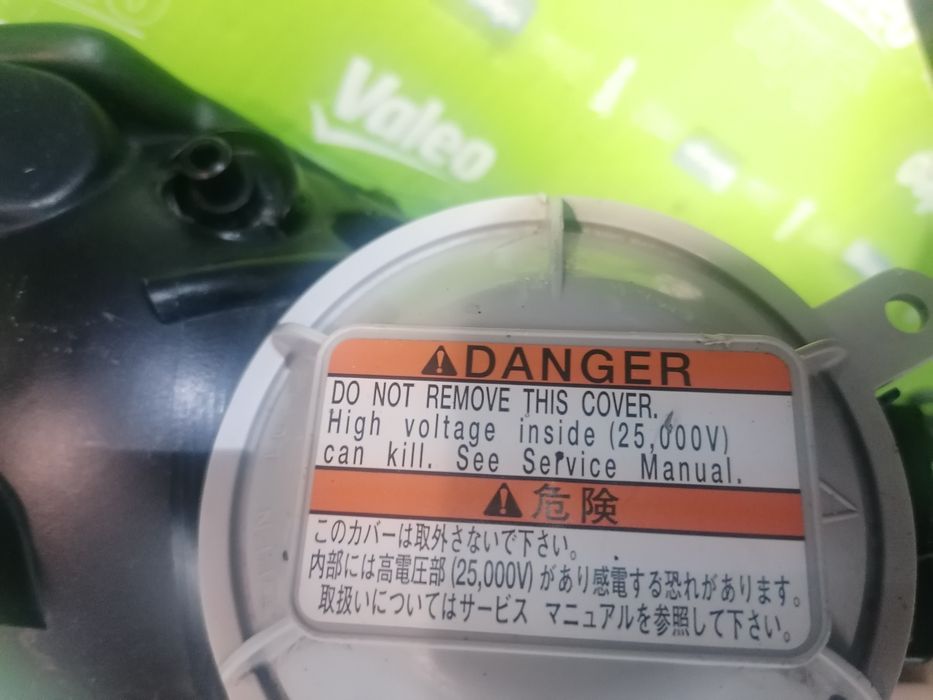 Valeo
DANGER
DO NOT REMOVE THIS COVER.
High voltage inside (25,000V)
can kill. See Service Manual.
危険
このカバーは取外さないで下さい。
内部には高電圧部(25,000V)があり感電する恐れがあります。
取扱いについてはサービス マニュアルを参照して下さい。